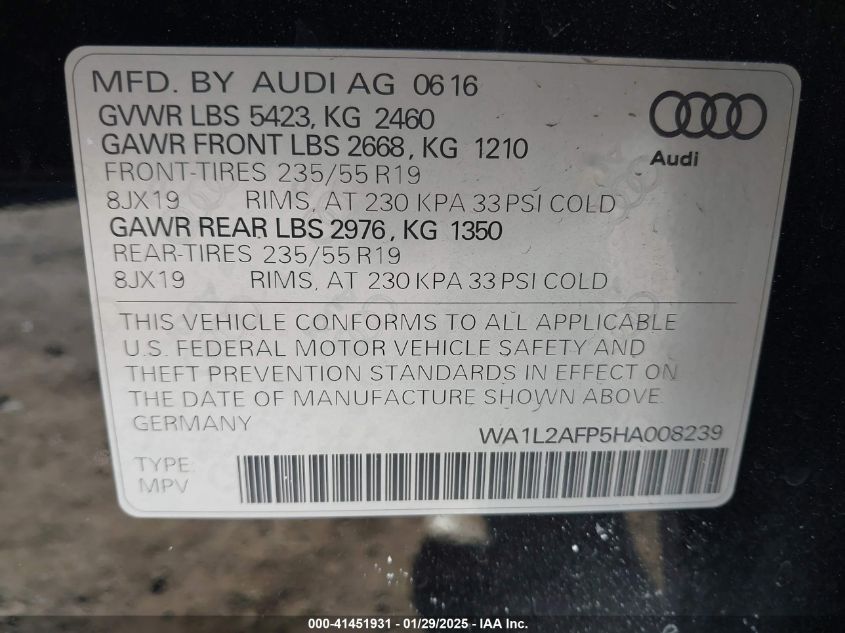 MFD. BY AUDI AG 06 16
GVWR LBS 5423, KG 2460
GAWR FRONT LBS 2668, KG 1210
FRONT-TIRES 235/55 R19
8JX19 RIMS, AT 230 KPA 33 PSI COLD
GAWR REAR LBS 2976, KG 1350
REAR-TIRES 235/55 R19
8JX19 RIMS, AT 230 KPA 33 PSI COLD
Audi
THIS VEHICLE CONFORMS TO ALL APPLICABLE
U.S. FEDERAL MOTOR VEHICLE SAFETY AND
THEFT PREVENTION STANDARDS IN EFFECT ON
THE DATE OF MANUFACTURE SHOWN ABOVE.
GERMANY
WA1L2AFP5HA008239
TYPE:
MPV
000-41451931 - 01/29/2025 - WA - IAA Inc.